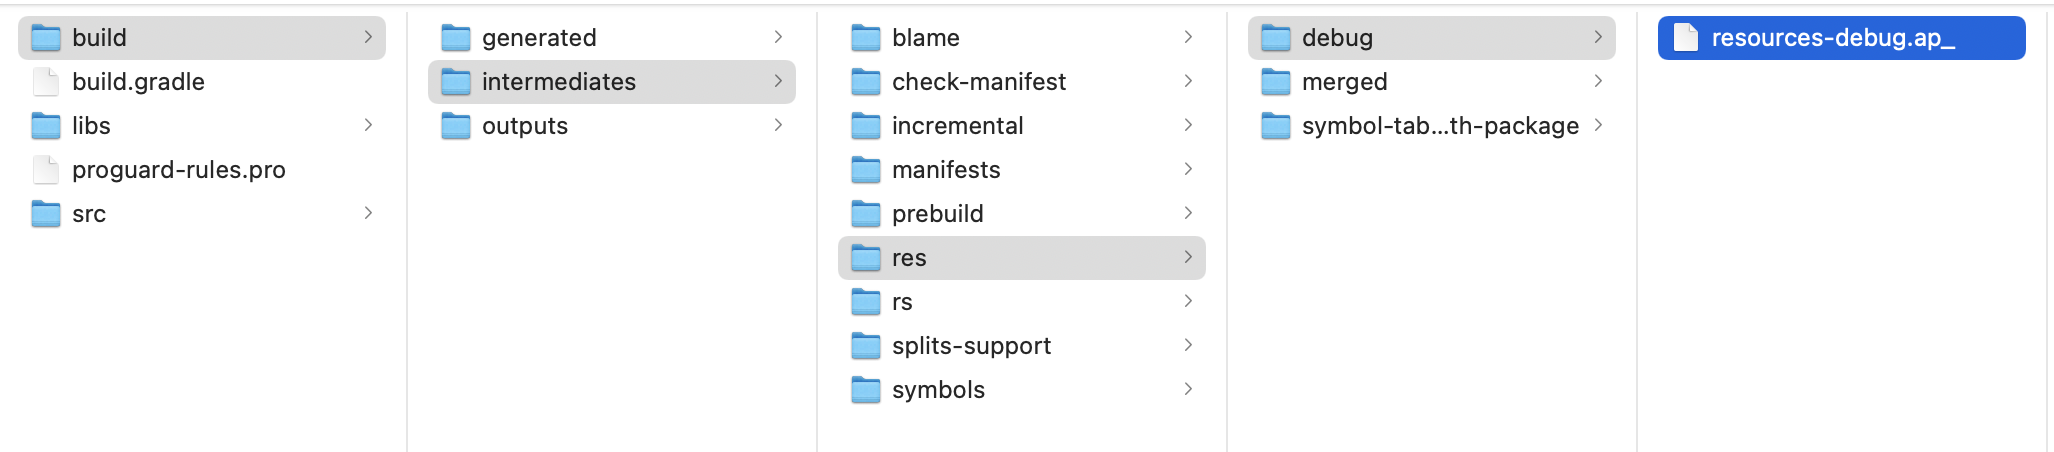 build
build.gradle
libs
proguard-rules.pro
src
generated
intermediates
outputs
blame
check-manifest
incremental
manifests
prebuild
res
rs
splits-support
symbols
debug
merged
symbol-tab...th-package
resources-debug.ap_